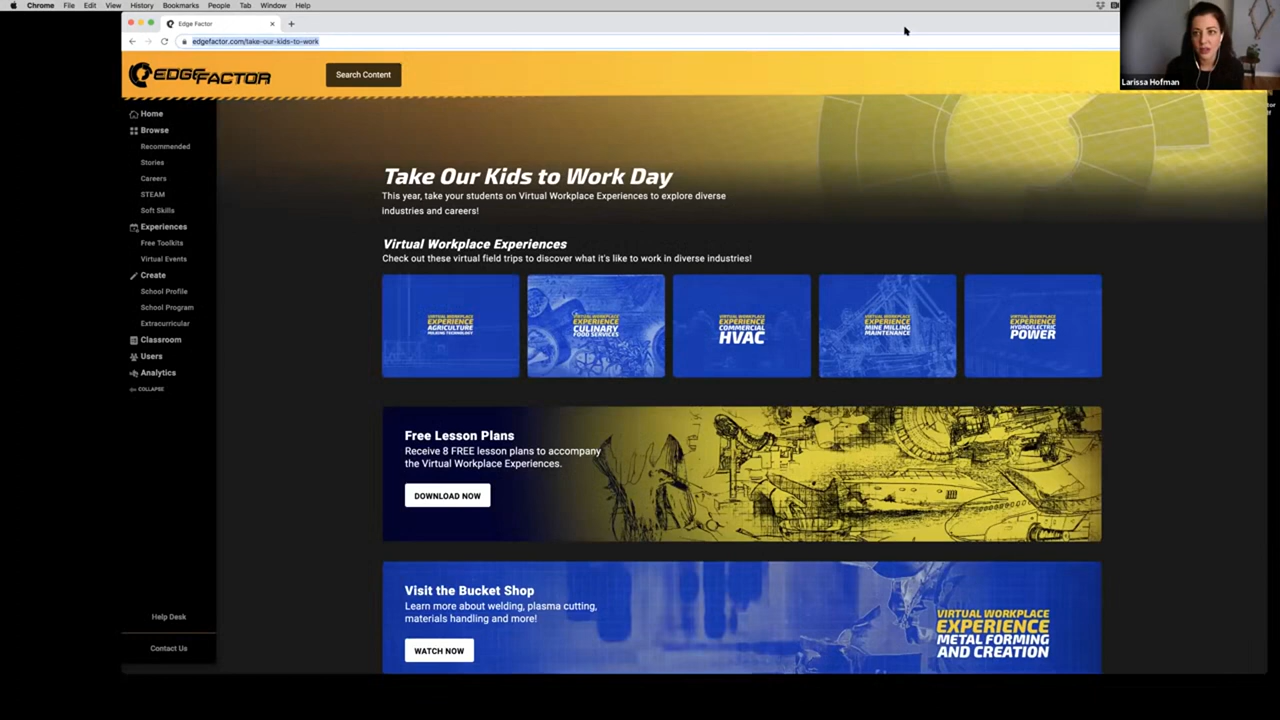 Chrome File Edit View History Bookmarks People Tab Window Help
Edge Factor
edgefactor.com/take-our-kids-to-work
Larissa Hofman
EDGEFACTOR
Search Content
Home
Browse
Recommended
Stories
Careers
STEAM
Soft Skills
Experiences
Free Toolkits
Virtual Events
Create
School Profile
School Program
Extracurricular
Classroom
Users
Analytics
COLLAPSE
Help Desk
Contact Us
Take Our Kids to Work Day
This year, take your students on Virtual Workplace Experiences to explore diverse
industries and careers!
Virtual Workplace Experiences
Check out these virtual field trips to discover what it's like to work in diverse industries!
VIRTUAL WORKPLACE
EXPERIENCE
AGRICULTURE
MILKING TECHNOLOGY
VIRTUAL WORKPLACE
EXPERIENCE
CULINARY
FOOD SERVICES
VIRTUAL WORKPLACE
EXPERIENCE
COMMERCIAL
HVAC
VIRTUAL WORKPLACE
EXPERIENCE
MINE MILLING
MAINTENANCE
VIRTUAL WORKPLACE
EXPERIENCE
HYDROELECTRIC
POWER
Free Lesson Plans
Receive 8 FREE lesson plans to accompany
the Virtual Workplace Experiences.
DOWNLOAD NOW
Visit the Bucket Shop
Learn more about welding, plasma cutting,
materials handling and more!
WATCH NOW
VIRTUAL WORKPLACE
EXPERIENCE
METAL FORMING
AND CREATION